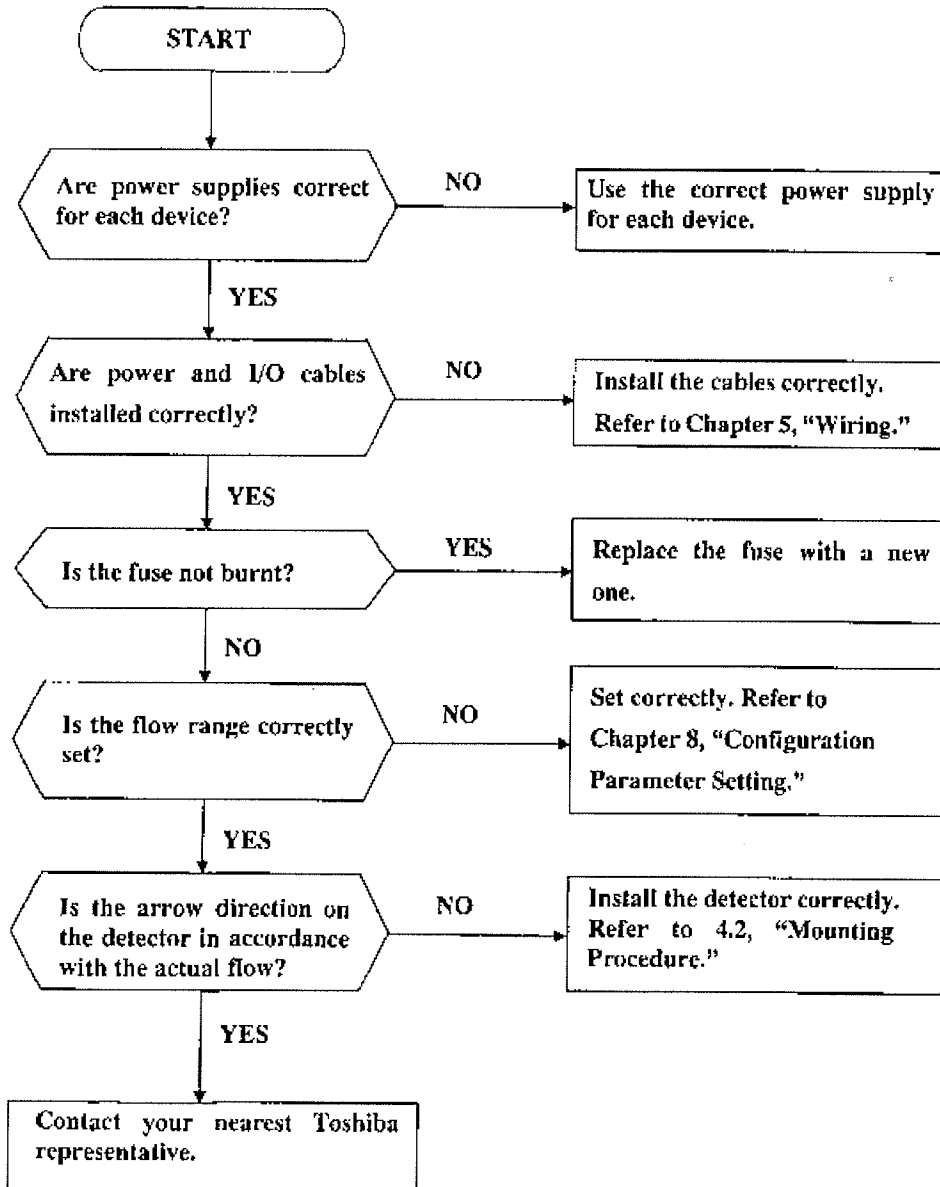 START
Are power supplies correct
for each device?
NO
Use the correct power supply
for each device.
YES
Are power and I/O cables
installed correctly?
NO
Install the cables correctly.
Refer to Chapter 5, “Wiring.”
YES
Is the fuse not burnt?
YES
Replace the fuse with a new
one.
NO
Is the flow range correctly
set?
NO
Set correctly. Refer to
Chapter 8, “Configuration
Parameter Setting.”
YES
Is the arrow direction on
the detector in accordance
with the actual flow?
NO
Install the detector correctly.
Refer to 4.2, “Mounting
Procedure.”
YES
Contact your nearest Toshiba
representative.